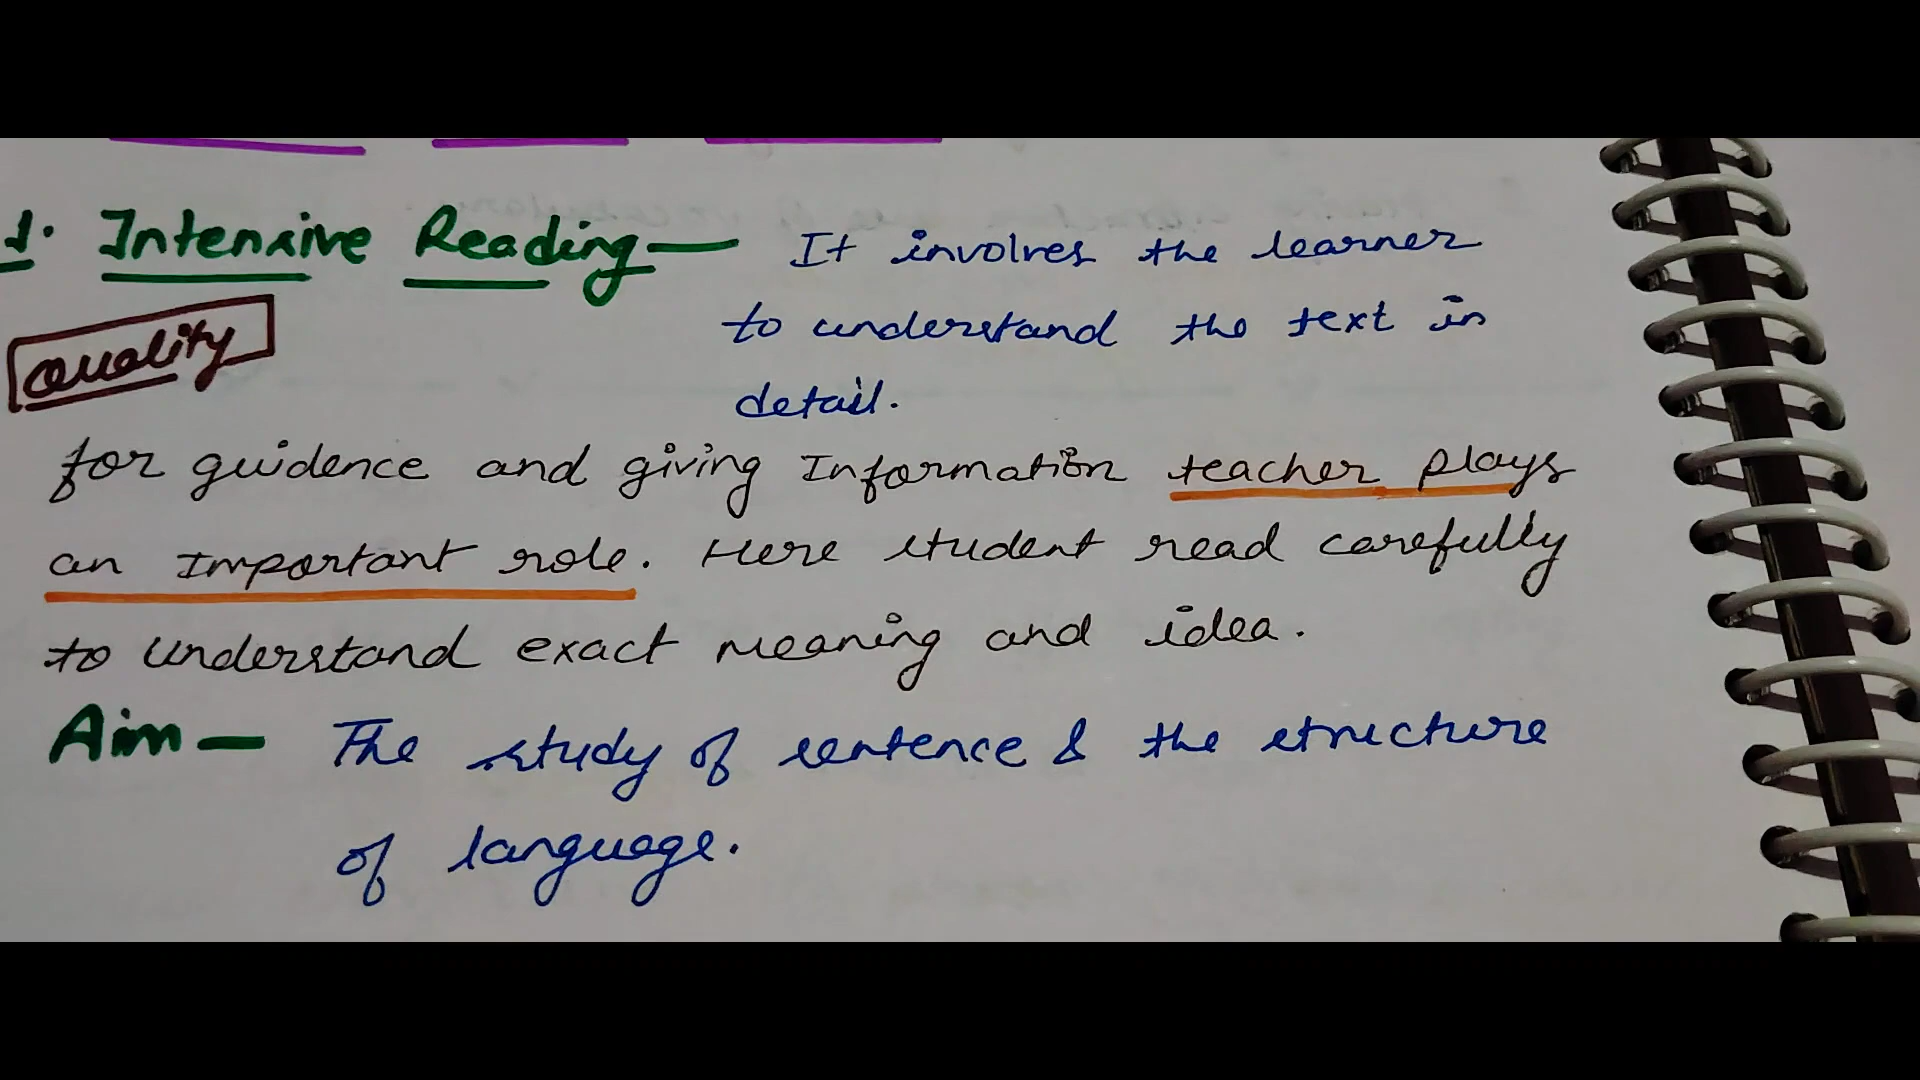 1. Intensive Reading — It involves the learner
Quality
to understand the text in
detail.
for guidence and giving Information teacher plays
an Important role. Here student read carefully
to understand exact meaning and idea.
Aim — The study of sentence & the structure
of language.